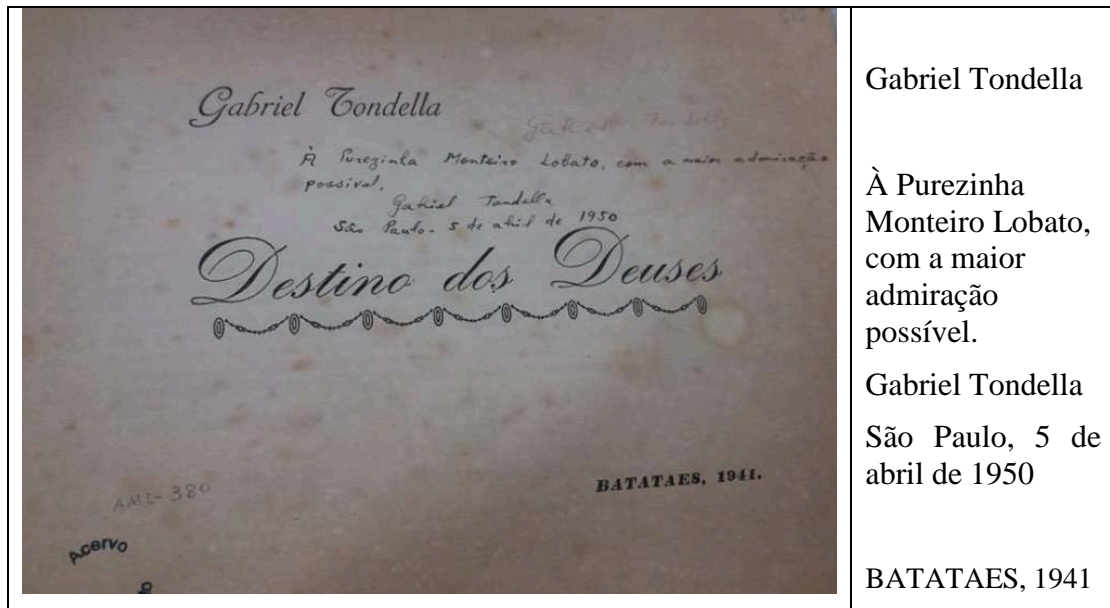 Gabriel Tondella
Gabriel Tondella
À Purezinha Monteiro Lobato, com a maior admiração
possivel,
Gabriel Tondella
São Paulo - 5 de abril de 1950
Destino dos Deuses
BATATAES, 1941.
AML-380
Acervo
Gabriel Tondella
À Purezinha
Monteiro Lobato,
com a maior
admiração
possível.
Gabriel Tondella
São Paulo, 5 de
abril de 1950
BATATAES, 1941